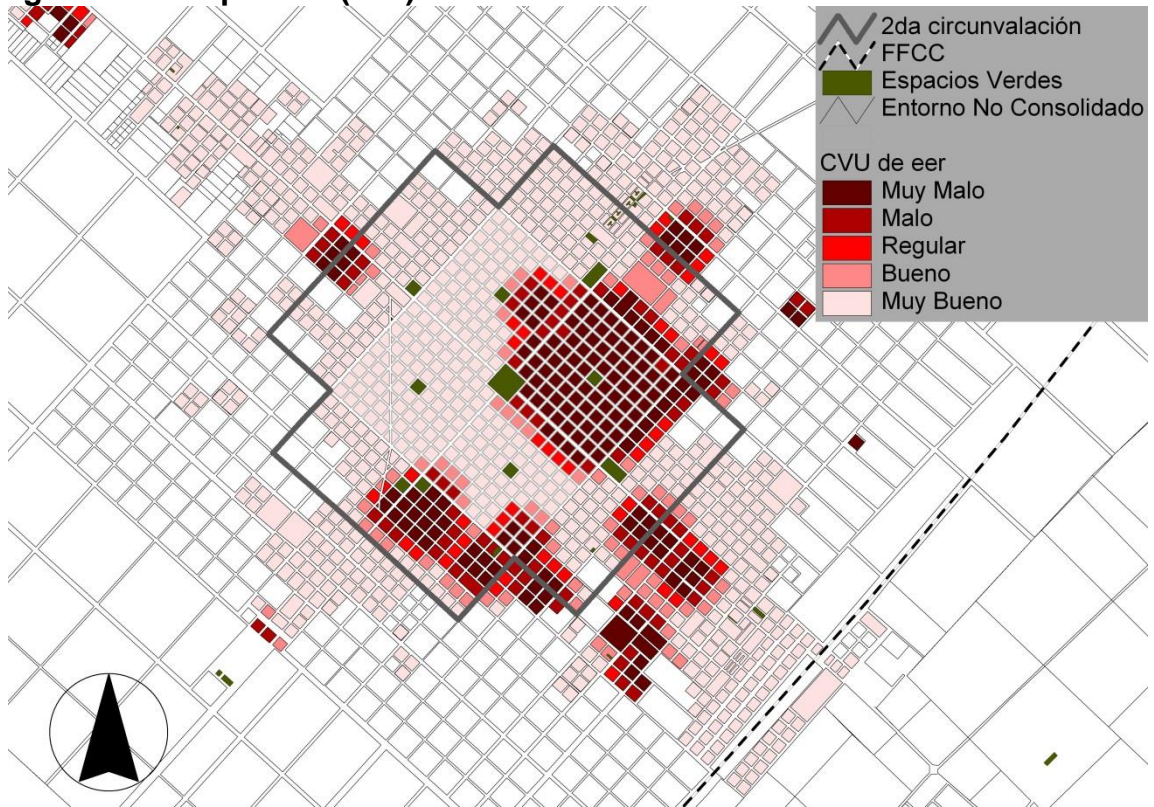 2da circunvalación
FFCC
Espacios Verdes
Entorno No Consolidado
CVU de eer
Muy Malo
Malo
Regular
Bueno
Muy Bueno